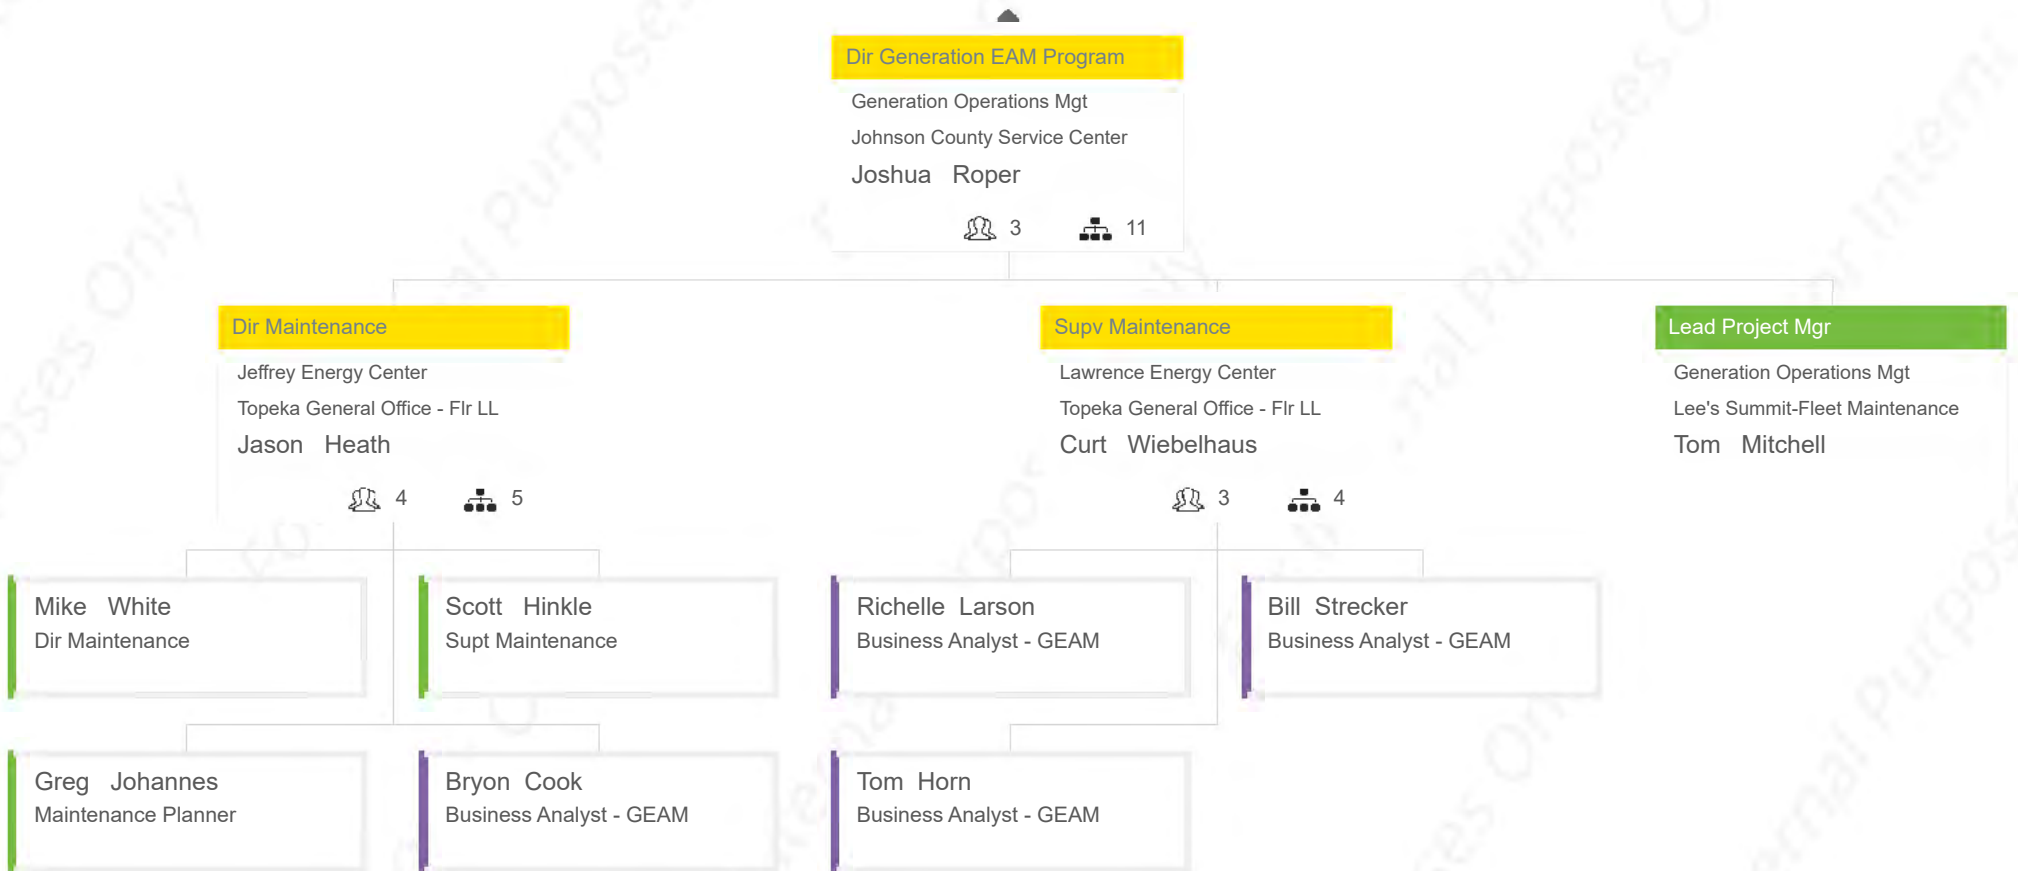 Dir Generation EAM Program
Generation Operations Mgt
Johnson County Service Center
Joshua Roper
3 11
Dir Maintenance
Jeffrey Energy Center
Topeka General Office - Flr LL
Jason Heath
4 5
Supv Maintenance
Lawrence Energy Center
Topeka General Office - Flr LL
Curt Wiebelhaus
3 4
Lead Project Mgr
Generation Operations Mgt
Lee's Summit-Fleet Maintenance
Tom Mitchell
Mike White
Dir Maintenance
Scott Hinkle
Supt Maintenance
Richelle Larson
Business Analyst - GEAM
Bill Strecker
Business Analyst - GEAM
Greg Johannes
Maintenance Planner
Bryon Cook
Business Analyst - GEAM
Tom Horn
Business Analyst - GEAM